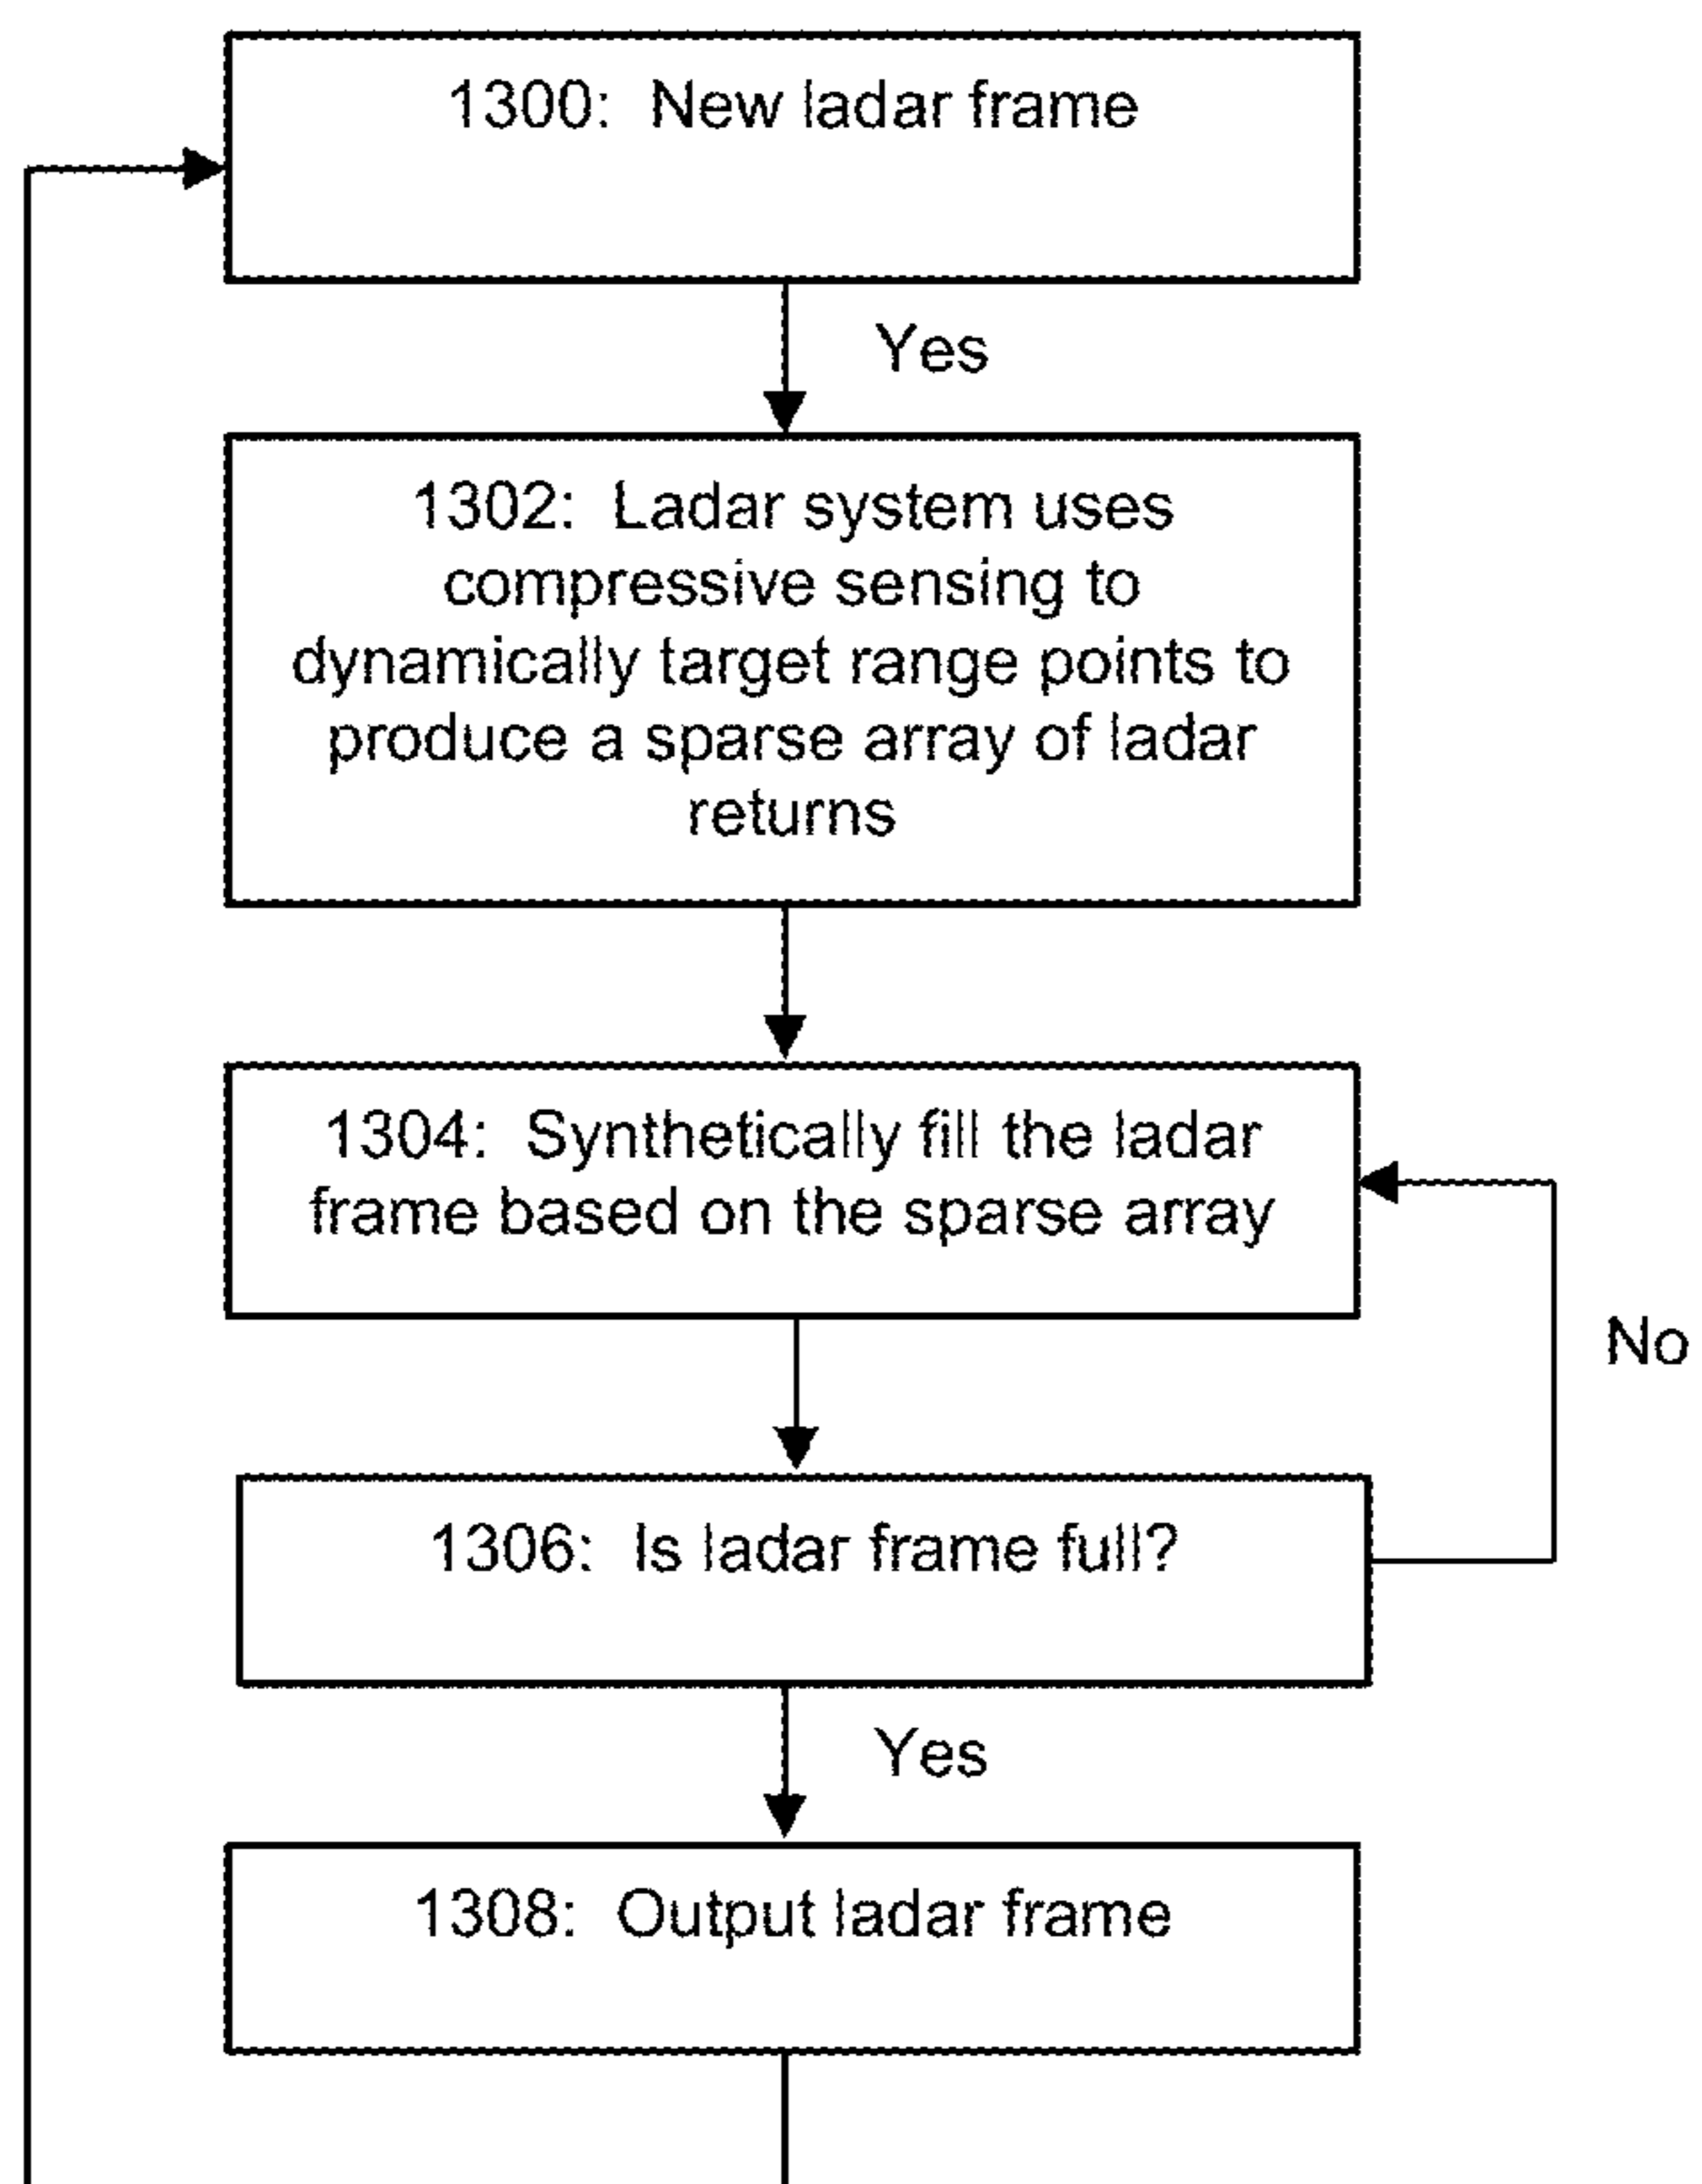 1300: New ladar frame
Yes
1302: Ladar system uses
compressive sensing to
dynamically target range points to
produce a sparse array of ladar
returns
1304: Synthetically fill the ladar
frame based on the sparse array
No
1306: Is ladar frame full?
Yes
1308: Output ladar frame